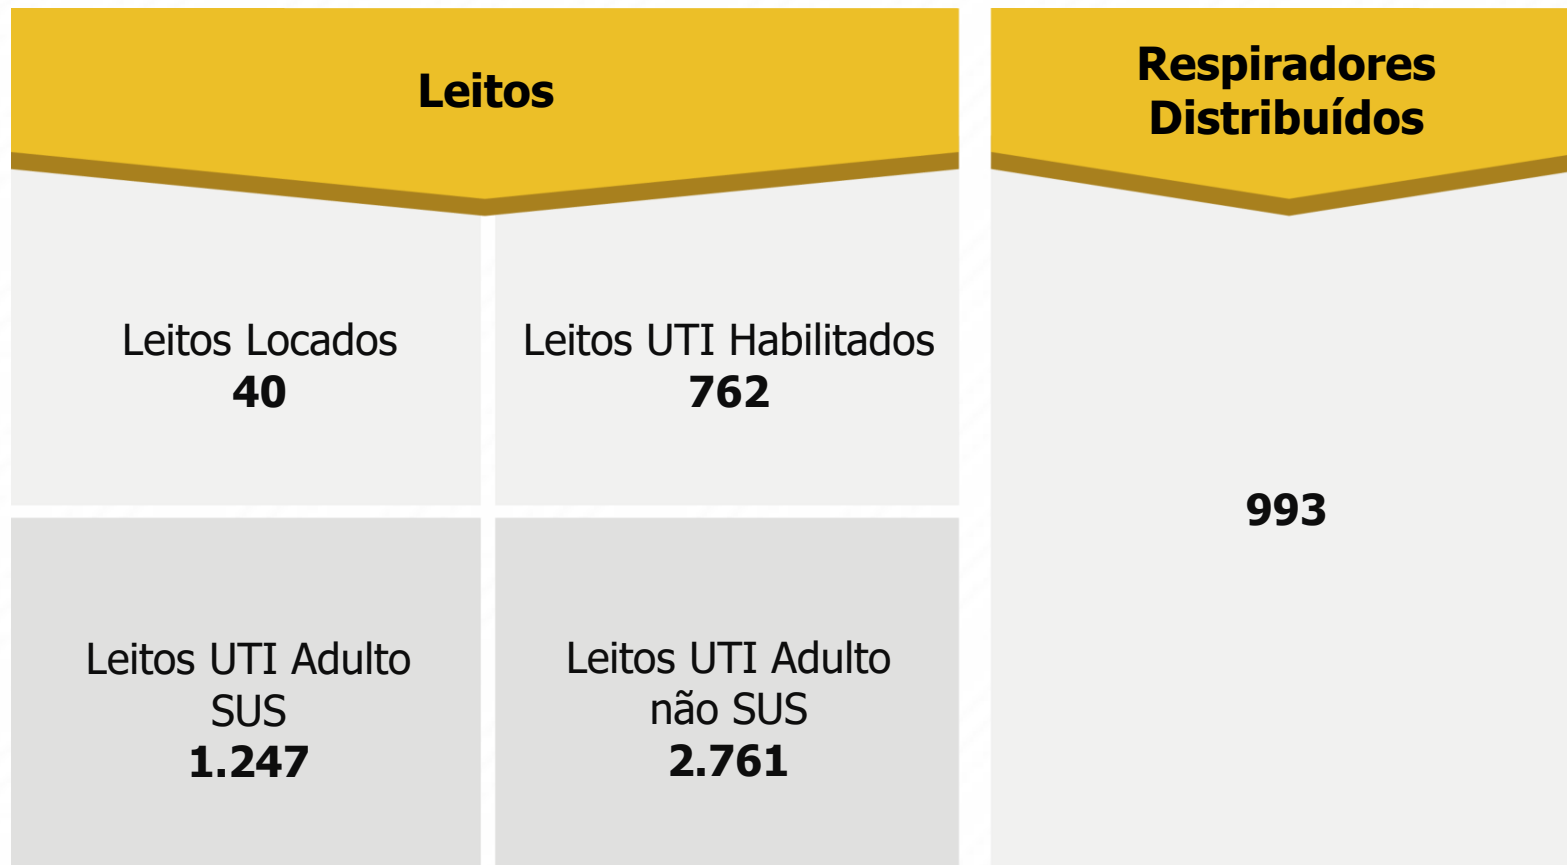 Leitos
Leitos Locados
40
Leitos UTI Habilitados
762
Leitos UTI Adulto
SUS
1.247
Leitos UTI Adulto
não SUS
2.761
Respiradores
Distribuídos
993